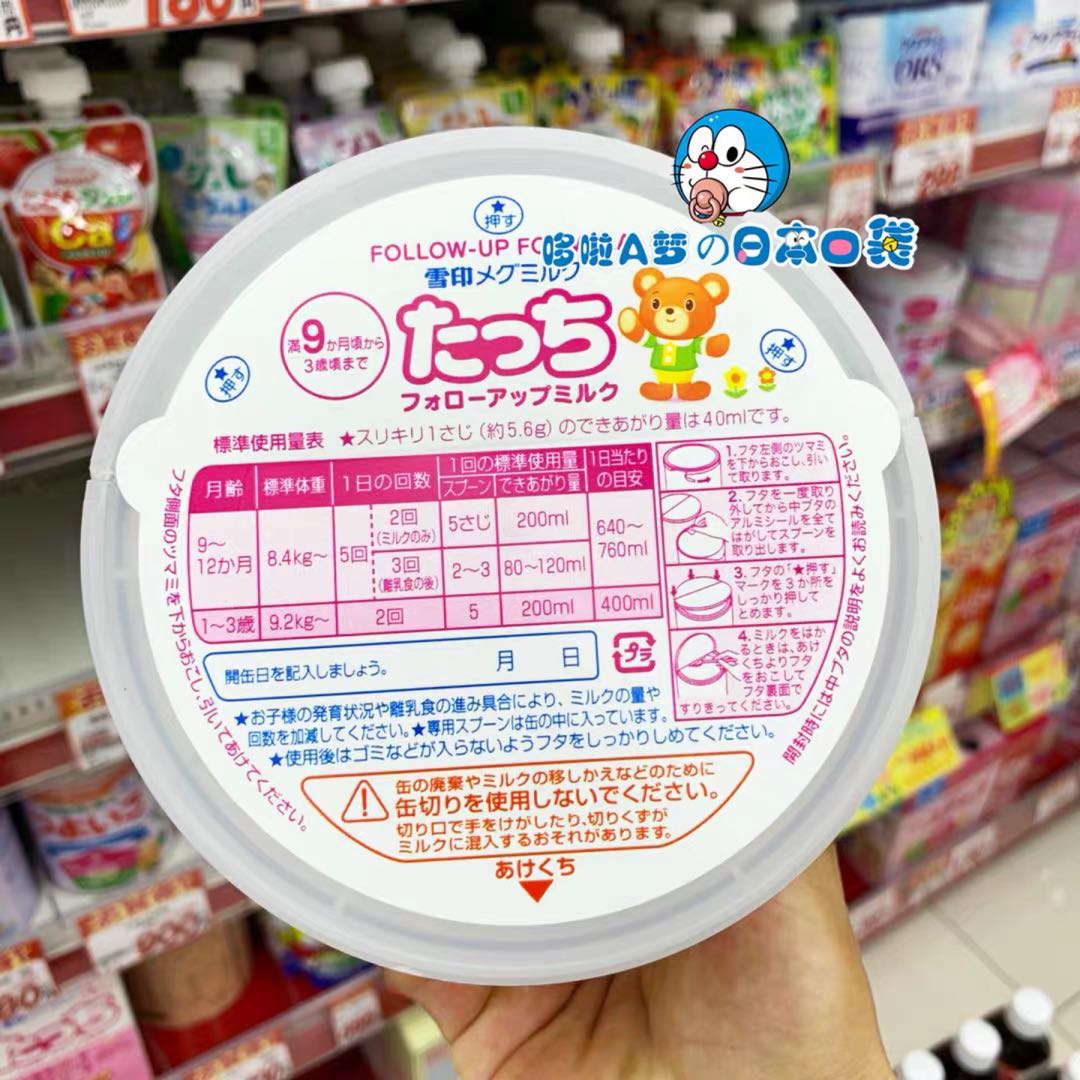 ★
押す
FOLLOW-UP
哆啦A梦の日本口袋
雪印メグミルク
満9か月頃から
3歳頃まで
たっち
フォローアップミルク
★
押す
★
押す
標準使用量表 ★スリキリ1さじ(約5.6g)のできあがり量は40mlです。
月齢 標準体重 1日の回数 1回の標準使用量 1日当たりの目安
スプーン できあがり量
9〜12か月 8.4kg〜 5回 2回(ミルクのみ) 5さじ 200ml 640〜760ml
3回(離乳食の後) 2〜3 80〜120ml
1〜3歳 9.2kg〜 2回 5 200ml 400ml
1.フタ左側のツマミ
を下からおこし、引い
て取ります。
2.フタを一度取り
外してから中ブタの
アルミシールを全て
はがしてスプーンを
取り出します。
3.フタの「★押す」
マークを3か所を
しっかり押して
とめます。
4.ミルクをはか
るときは、あけ
くちよりフタ
をおこして
フタ裏面で
すりきってください。
開缶日を記入しましょう。 月 日
プラ
★お子様の発育状況や離乳食の進み具合により、ミルクの量や
回数を加減してください。★専用スプーンは缶の中に入っています。
★使用後はゴミなどが入らないようフタをしっかりしめてください。
缶の廃棄やミルクの移しかえなどのために
缶切りを使用しないでください。
切り口で手をけがしたり、切りくずが
ミルクに混入するおそれがあります。
あけくち
フタ側面のツマミを下からおこし、引いてあけてください。
開封時には中ブタの説明をよくお読みください。
Ca
ORS